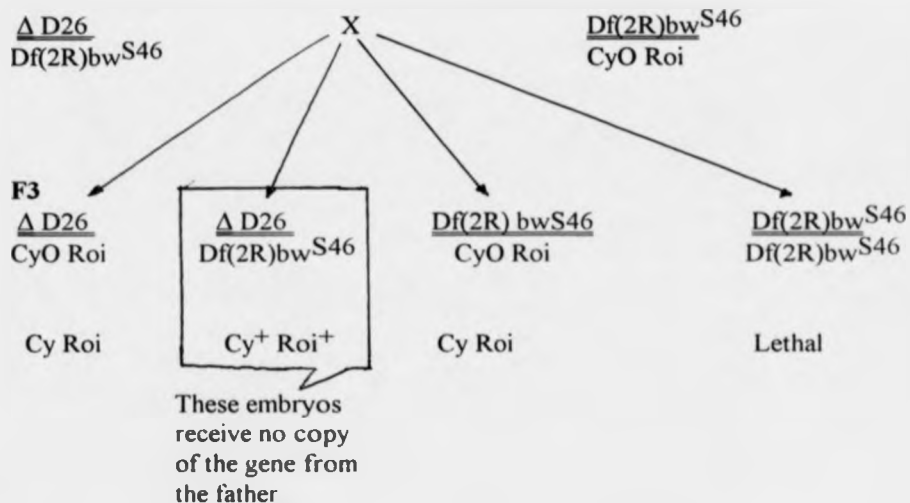 Δ D26 X Df(2R)bwS46
Df(2R)bwS46 CyO Roi
F3
Δ D26 Δ D26 Df(2R) bwS46 Df(2R)bwS46
CyO Roi Df(2R)bwS46 CyO Roi Df(2R)bwS46
Cy Roi Cy+ Roi+ Cy Roi Lethal
These embryos
receive no copy
of the gene from
the father